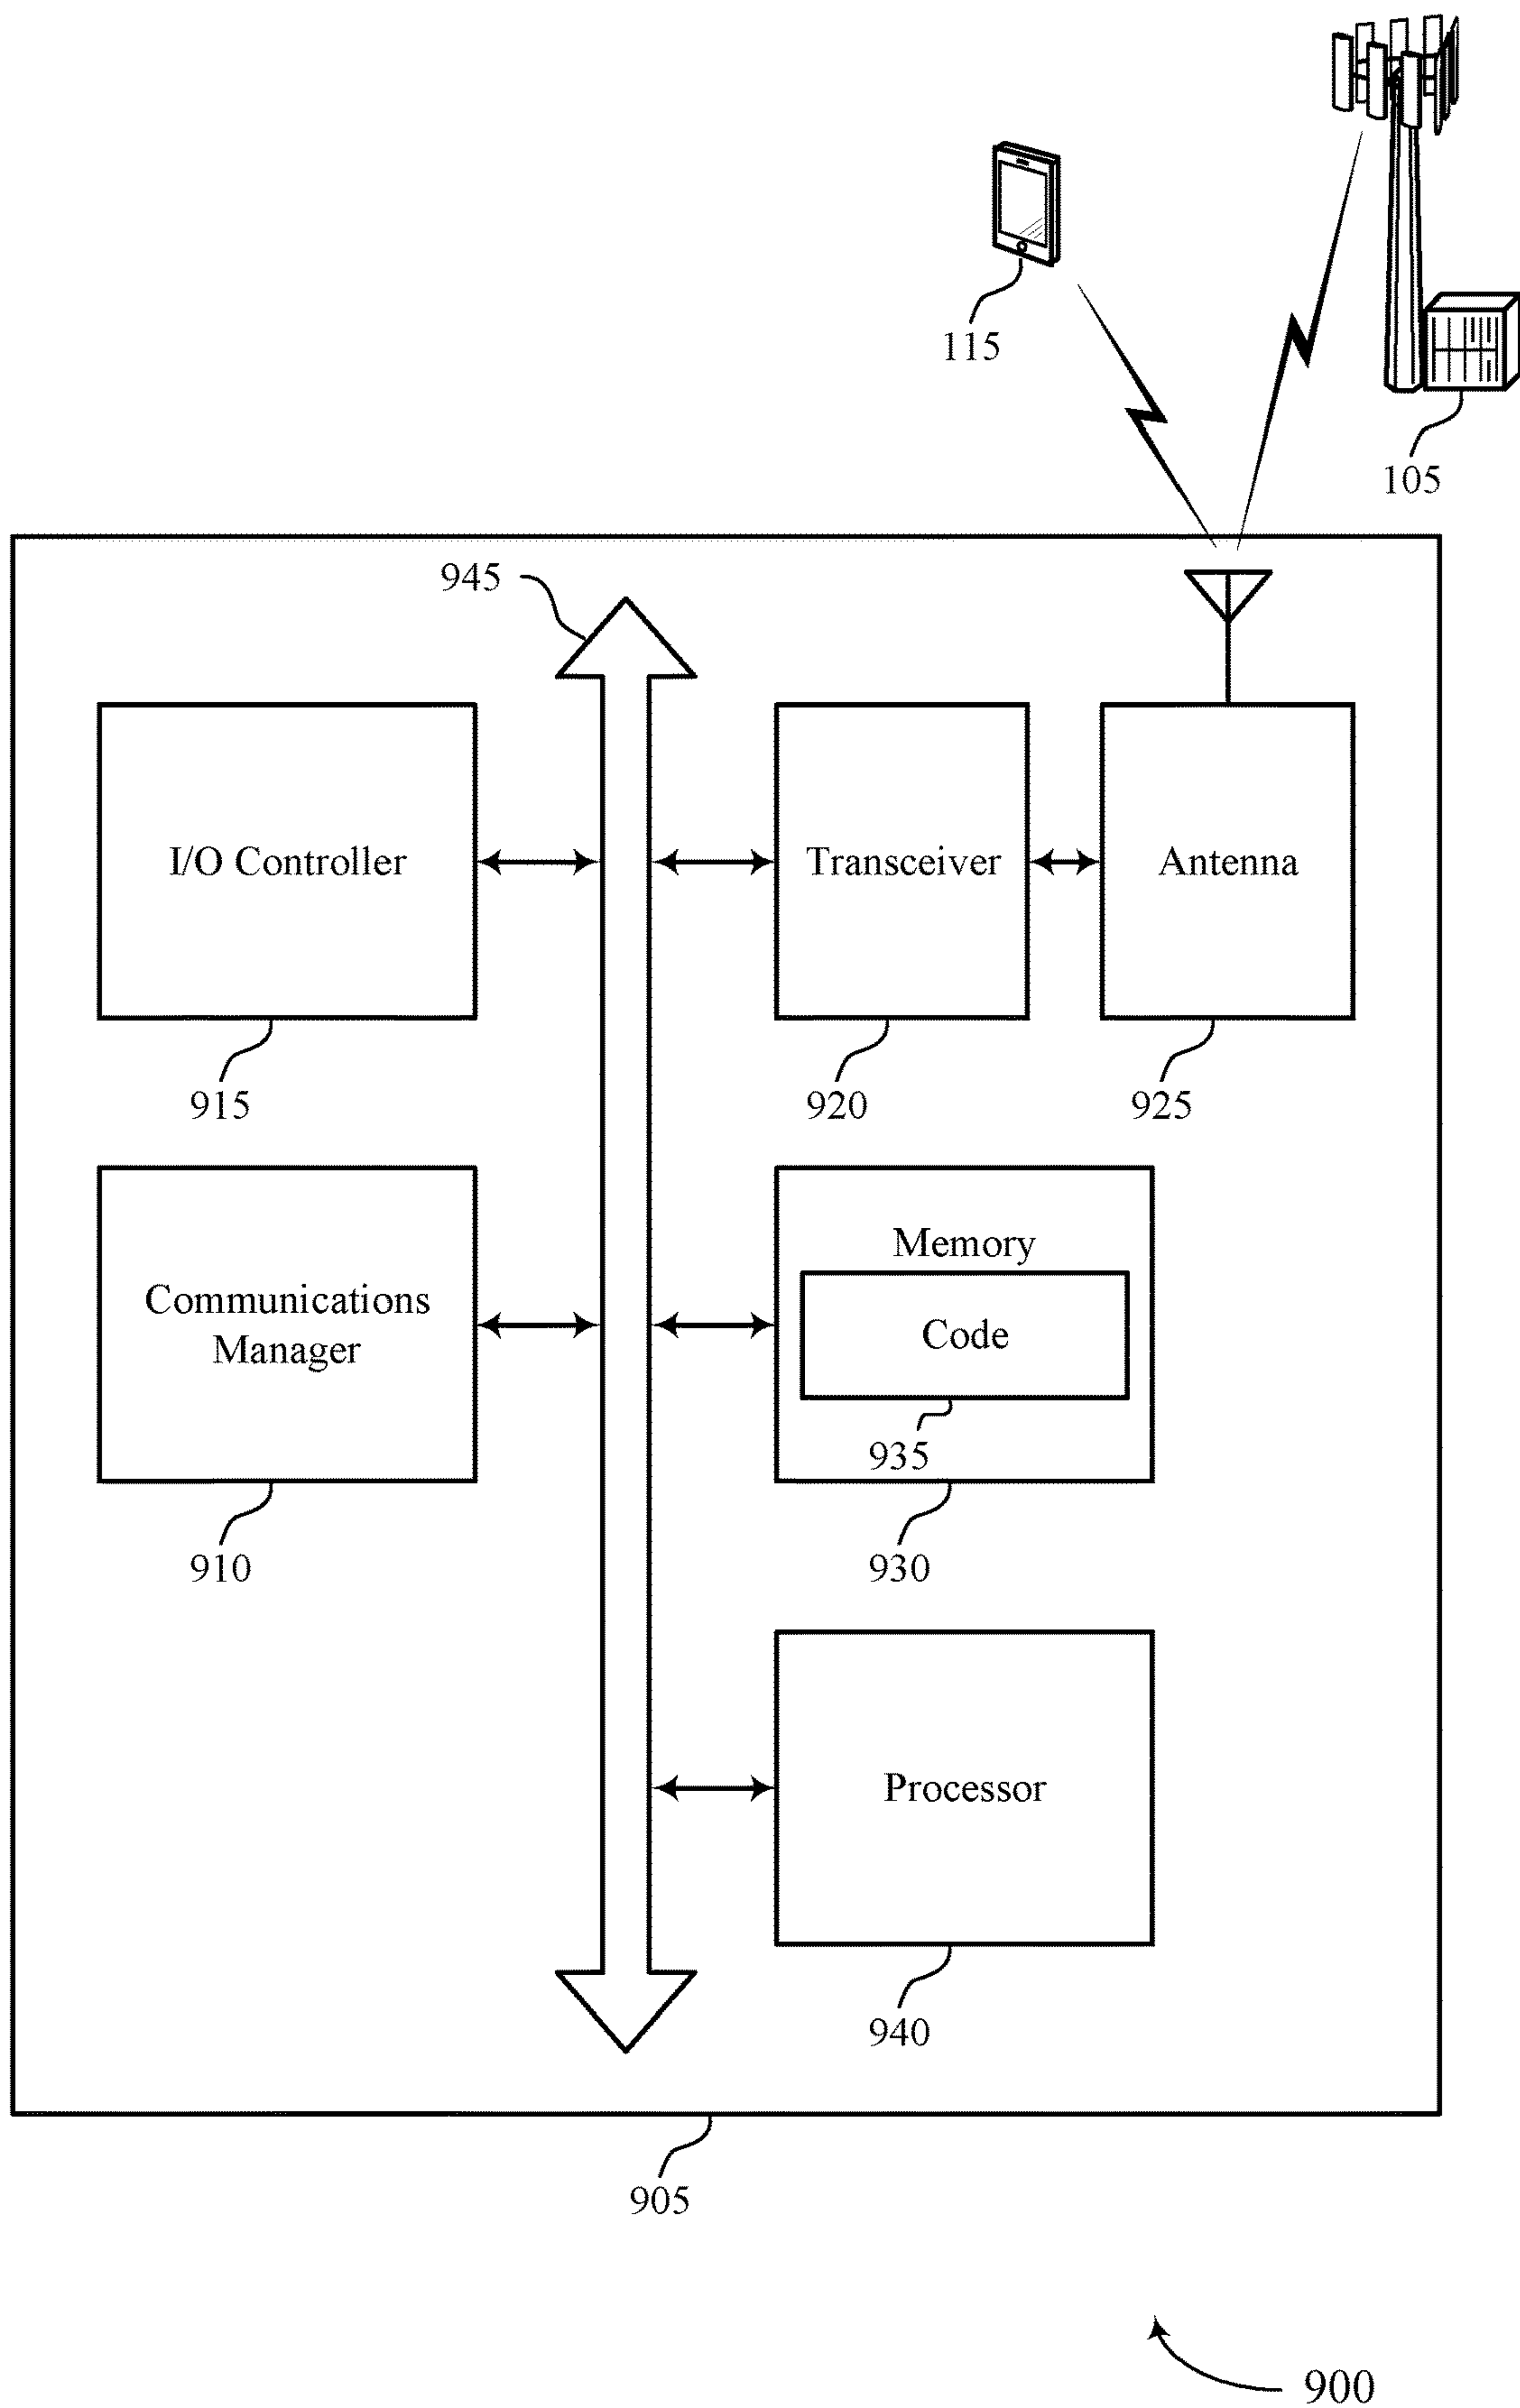 115
105
945
I/O Controller
Transceiver
Antenna
915
920
925
Communications
Manager
Memory
Code
935
910
930
Processor
940
905
900